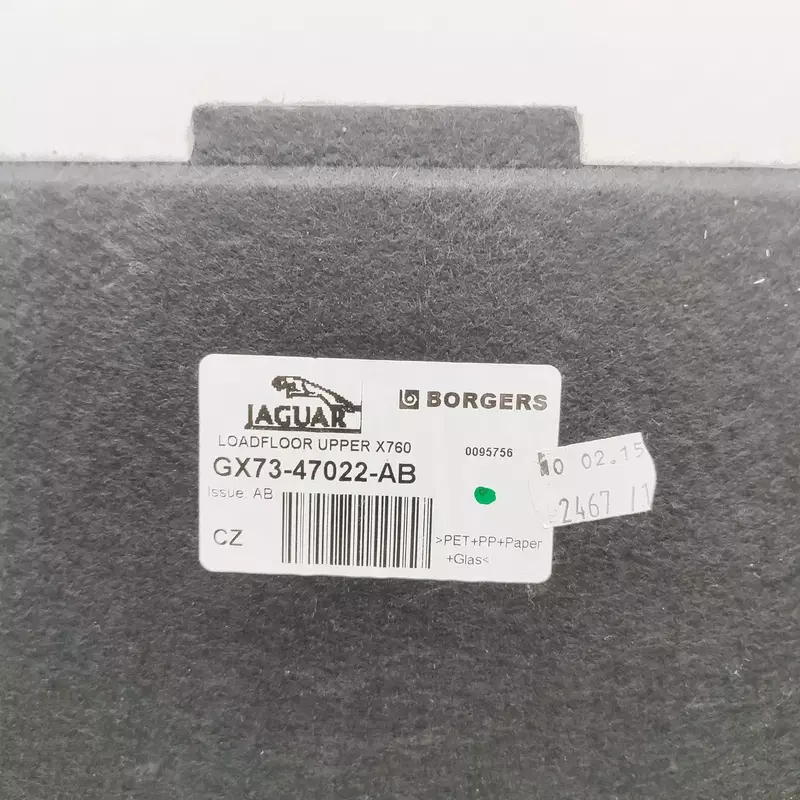 JAGUAR
BORGERS
LOADFLOOR UPPER X760
0095756
GX73-47022-AB
Issue: AB
CZ
>PET+PP+Paper
+Glas<
02.15
2467 /1